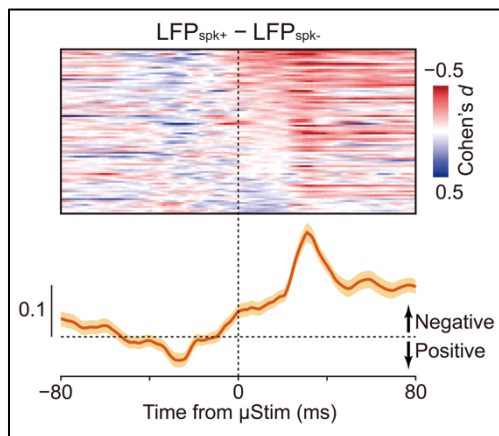 LFPspk+ – LFPspk-
−0.5
Cohen's d
0.5
0.1
Negative
Positive
−80 0 80
Time from µStim (ms)